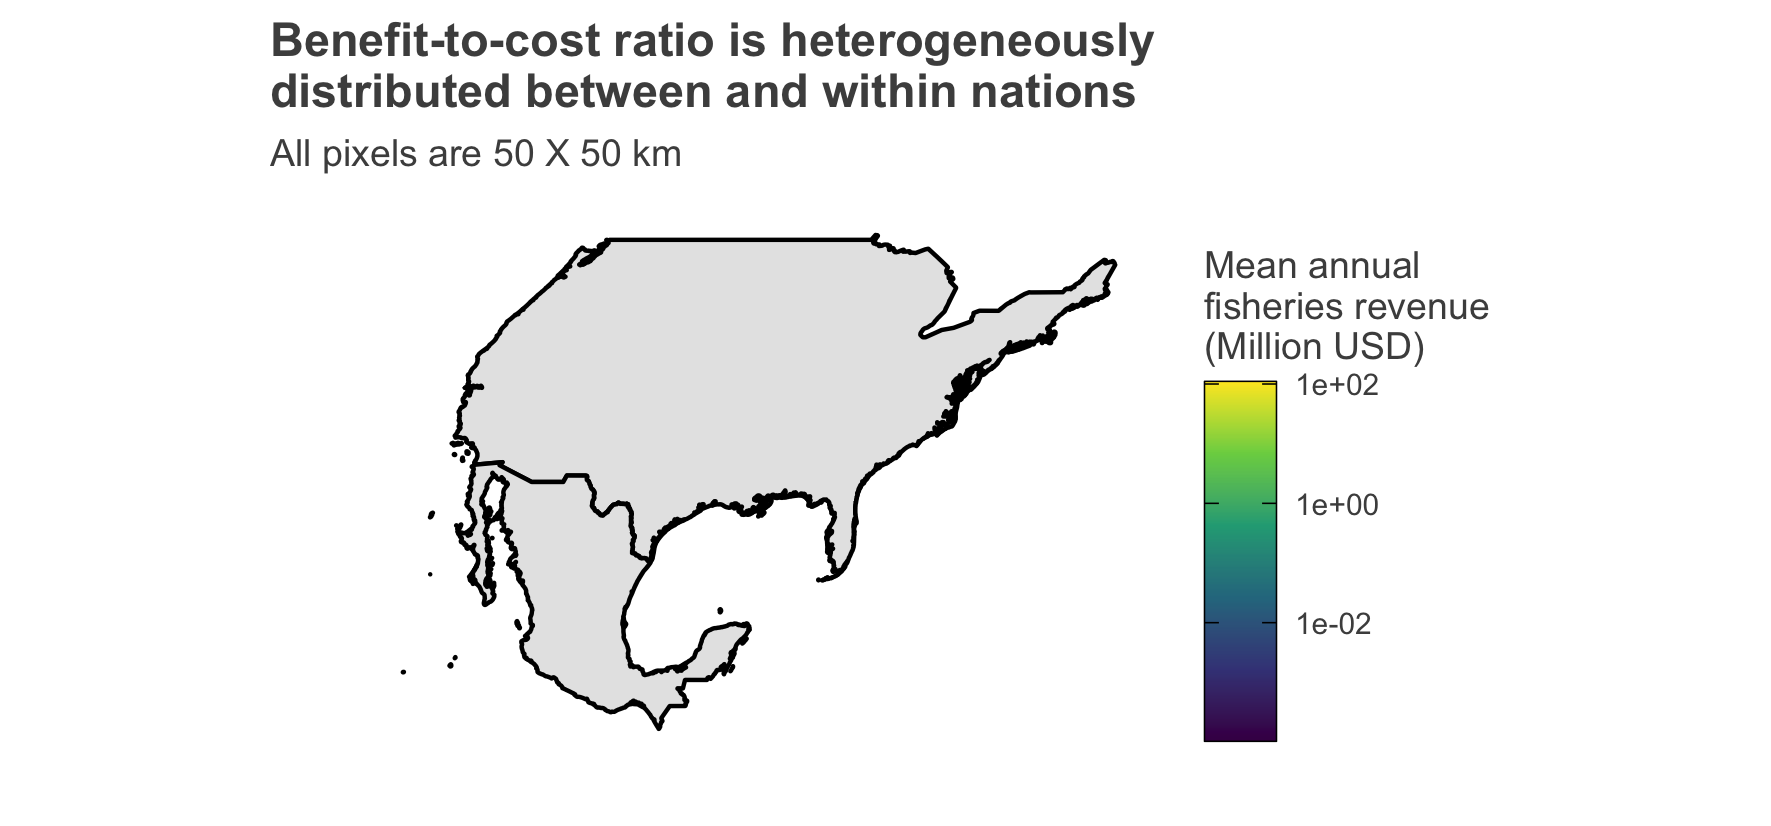 Benefit-to-cost ratio is heterogeneously
distributed between and within nations
All pixels are 50 X 50 km
Mean annual
fisheries revenue
(Million USD)
1e+02
1e+00
1e-02